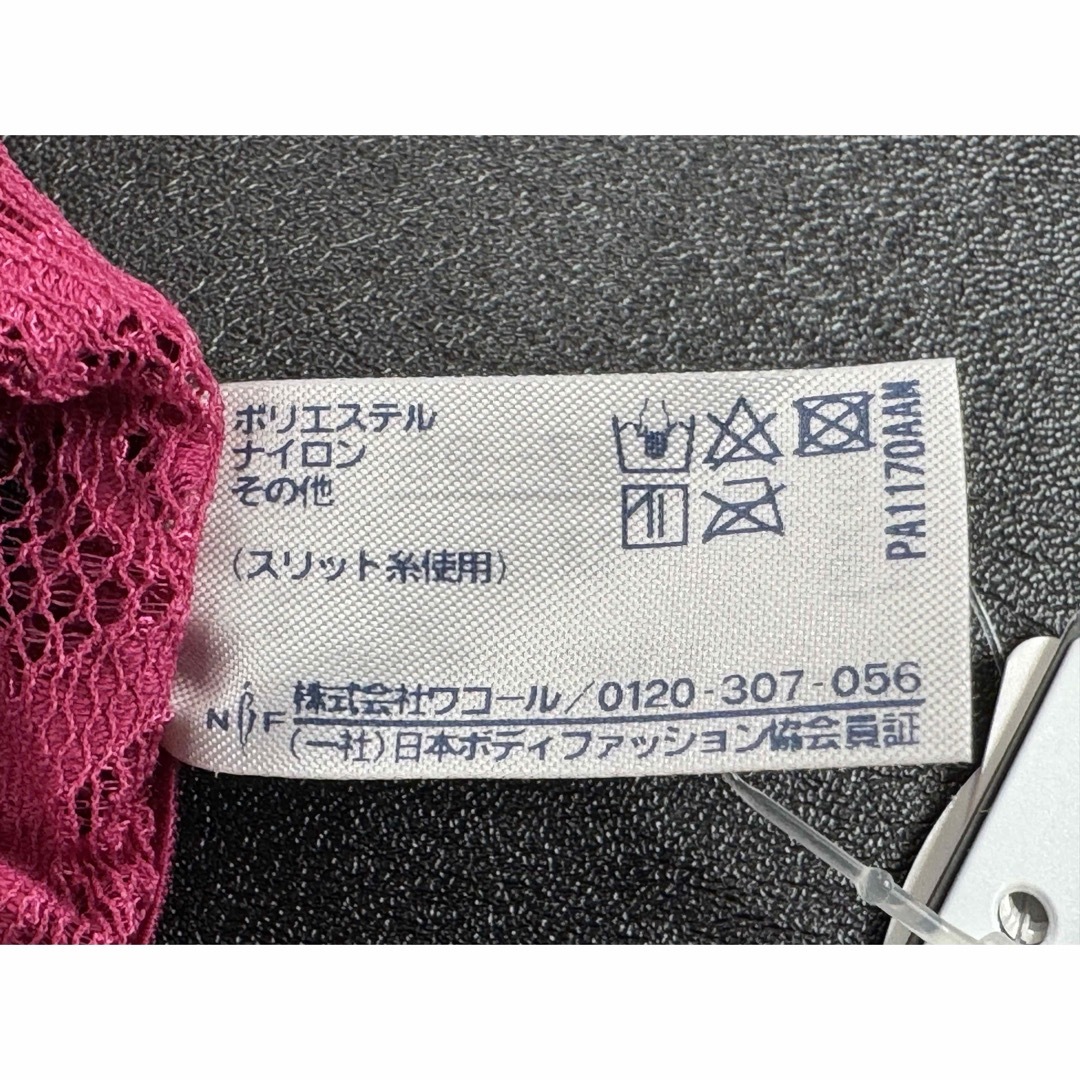 ポリエステル
ナイロン
その他
(スリット糸使用)
PA1170AAM
株式会社ワコール/0120-307-056
NBF
(一社)日本ボディファッション協会員証